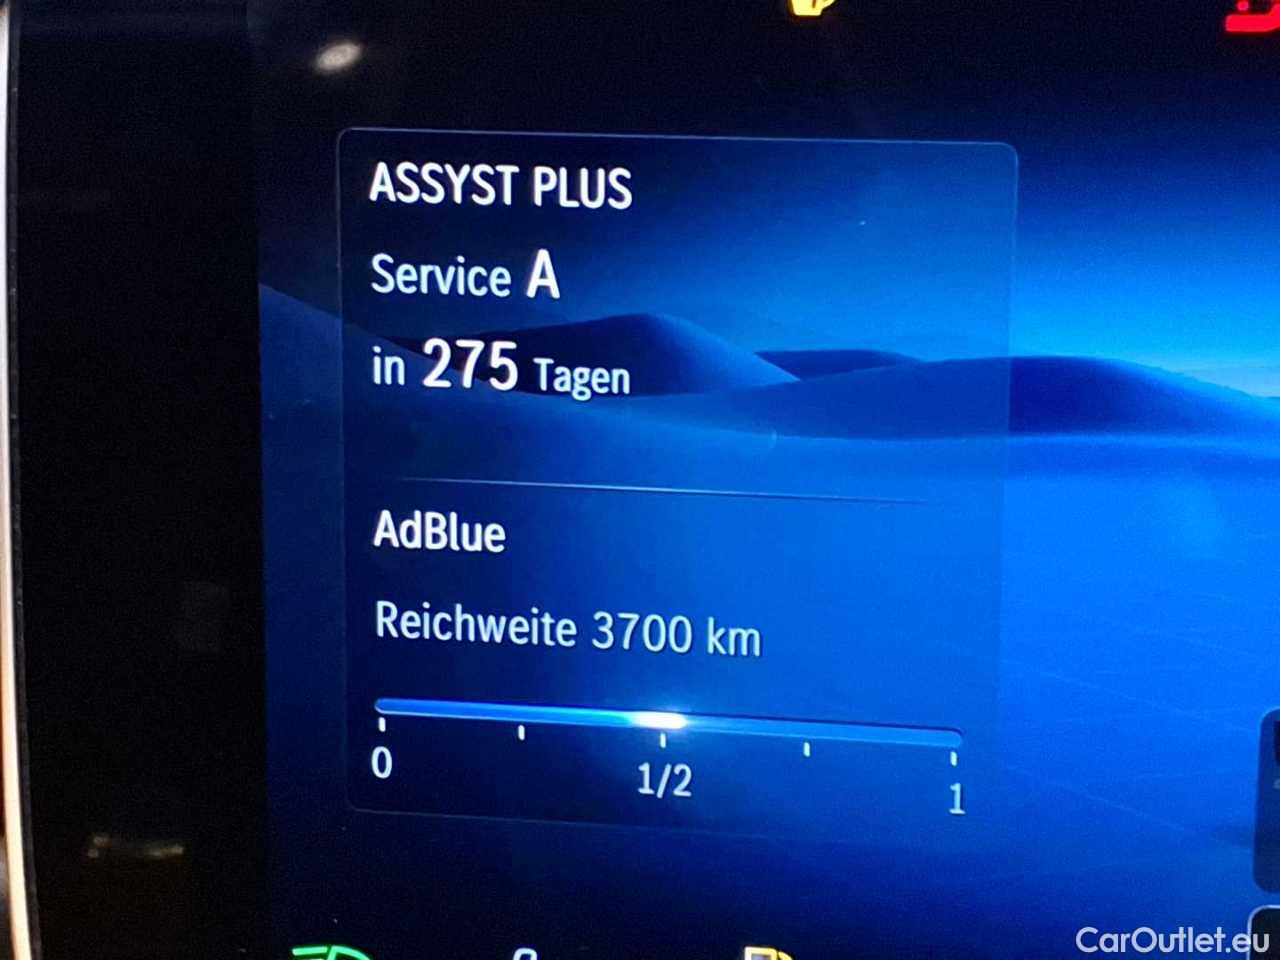 ASSYST PLUS
Service A
in 275 Tagen
AdBlue
Reichweite 3700 km
0 1/2 1
CarOutlet.eu